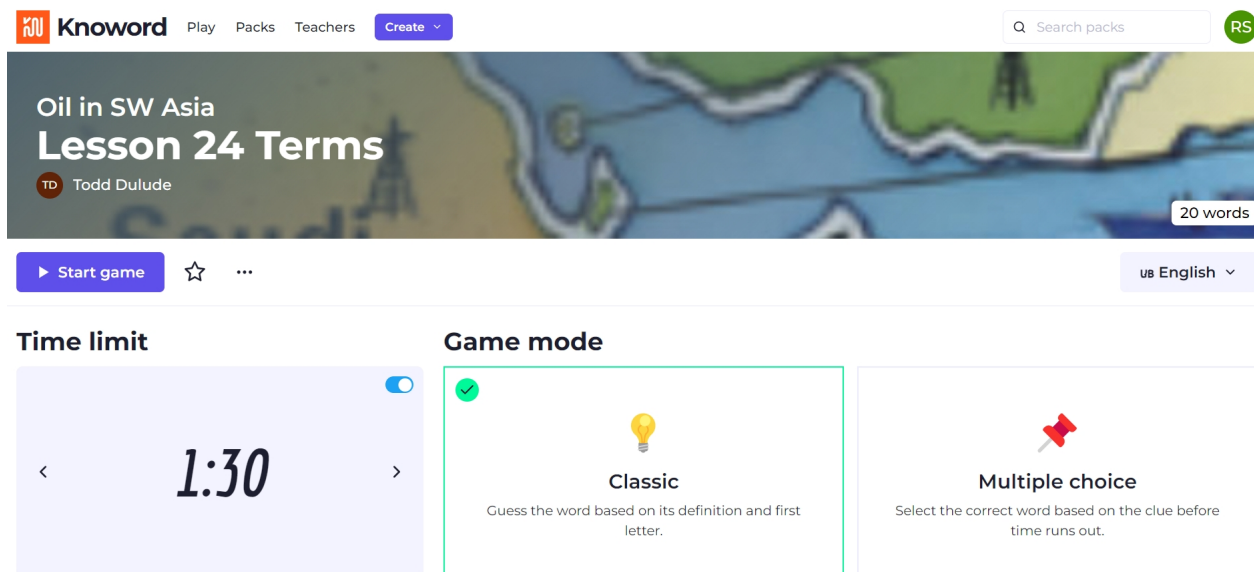 Knoword Play Packs Teachers Create Search packs RS
Oil in SW Asia
Lesson 24 Terms
TD Todd Dulude
Saudi
20 words
Start game ... UB English
Time limit
Game mode
1:30
Classic
Guess the word based on its definition and first
letter.
Multiple choice
Select the correct word based on the clue before
time runs out.